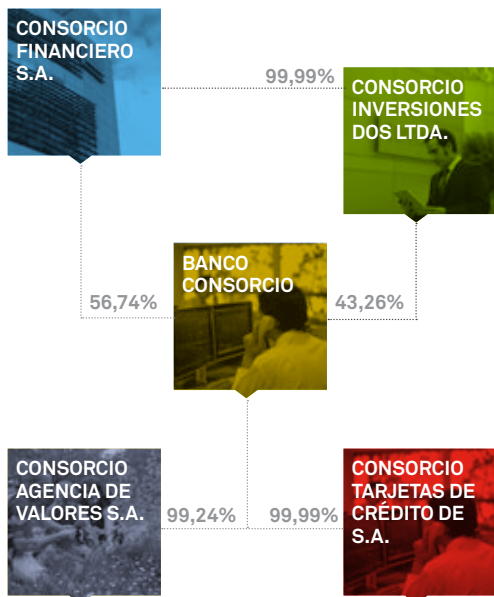 CONSORCIO
FINANCIERO
S.A.
99,99%
CONSORCIO
INVERSIONES
DOS LTDA.
BANCO
CONSORCIO
56,74%
43,26%
CONSORCIO
AGENCIA DE
VALORES S.A.
99,24%
99,99%
CONSORCIO
TARJETAS DE
CRÉDITO DE
S.A.